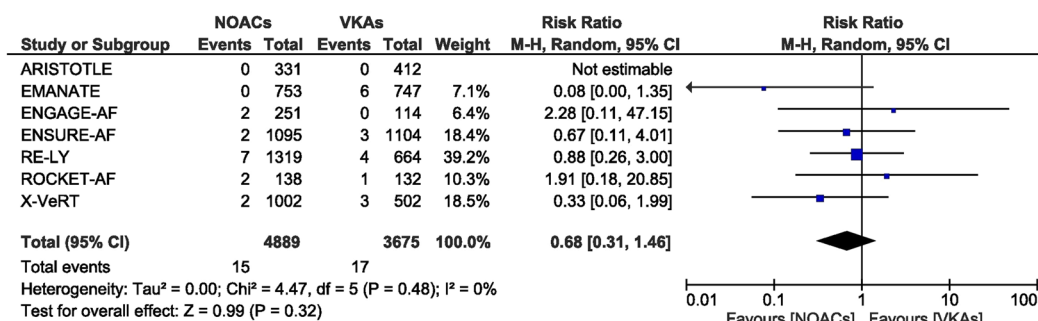 NOACs VKAs Risk Ratio Risk Ratio
Study or Subgroup Events Total Events Total Weight M-H, Random, 95% CI M-H, Random, 95% CI
ARISTOTLE 0 331 0 412 Not estimable
EMANATE 0 753 6 747 7.1% 0.08 [0.00, 1.35]
ENGAGE-AF 2 251 0 114 6.4% 2.28 [0.11, 47.15]
ENSURE-AF 2 1095 3 1104 18.4% 0.67 [0.11, 4.01]
RE-LY 7 1319 4 664 39.2% 0.88 [0.26, 3.00]
ROCKET-AF 2 138 1 132 10.3% 1.91 [0.18, 20.85]
X-VeRT 2 1002 3 502 18.5% 0.33 [0.06, 1.99]
Total (95% CI) 4889 3675 100.0% 0.68 [0.31, 1.46]
Total events 15 17
Heterogeneity: Tau² = 0.00; Chi² = 4.47, df = 5 (P = 0.48); I² = 0%
Test for overall effect: Z = 0.99 (P = 0.32)
0.01 0.1 1 10 100
Favours [NOACs] Favours [VKAs]